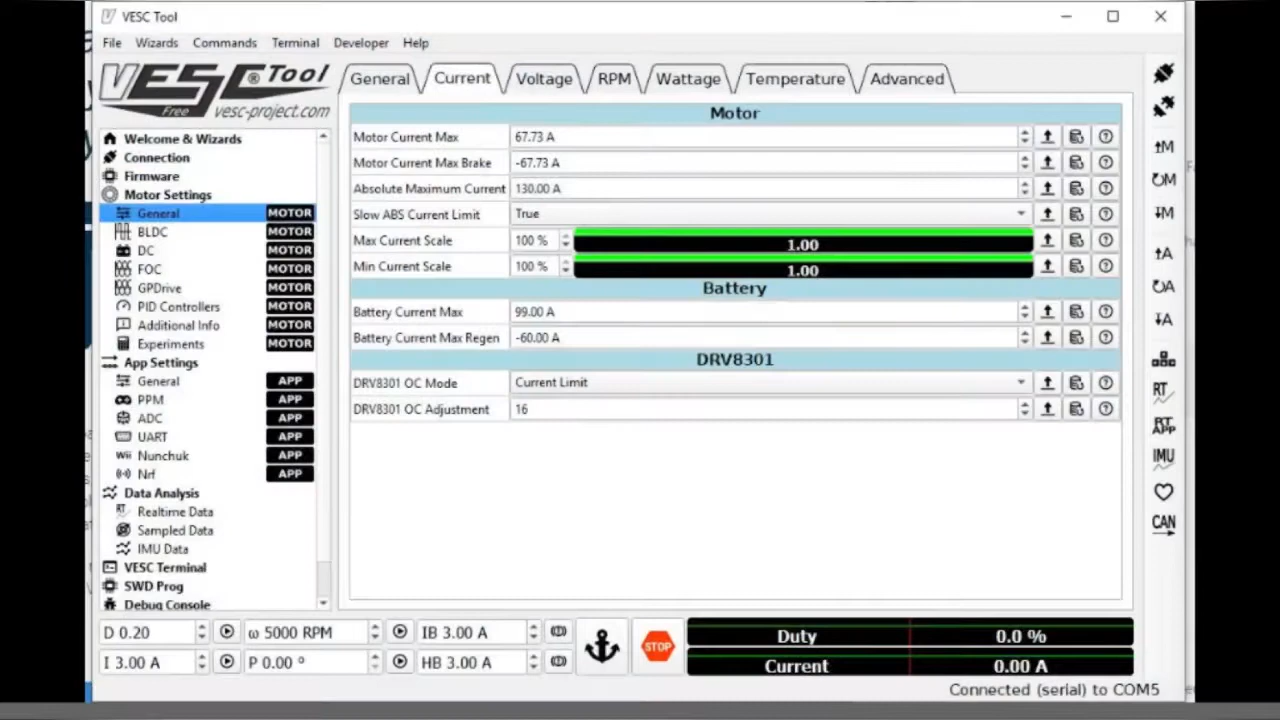 VESC Tool
File Wizards Commands Terminal Developer Help
VESC® Tool
Free vesc-project.com
General Current Voltage RPM Wattage Temperature Advanced
Welcome & Wizards
Connection
Firmware
Motor Settings
General MOTOR
BLDC MOTOR
DC MOTOR
FOC MOTOR
GPDrive MOTOR
PID Controllers MOTOR
Additional Info MOTOR
Experiments MOTOR
App Settings
General APP
PPM APP
ADC APP
UART APP
Wii Nunchuk APP
Nrf APP
Data Analysis
RT Realtime Data
Sampled Data
IMU Data
VESC Terminal
SWD Prog
Debug Console
Motor
Motor Current Max 67.73 A
Motor Current Max Brake -67.73 A
Absolute Maximum Current 130.00 A
Slow ABS Current Limit True
Max Current Scale 100 % 1.00
Min Current Scale 100 % 1.00
Battery
Battery Current Max 99.00 A
Battery Current Max Regen -60.00 A
DRV8301
DRV8301 OC Mode Current Limit
DRV8301 OC Adjustment 16
M
M
M
A
A
A
RT
RT APP
IMU
CAN
D 0.20 ω 5000 RPM IB 3.00 A
I 3.00 A P 0.00 ° HB 3.00 A
STOP
Duty 0.0 %
Current 0.00 A
Connected (serial) to COM5